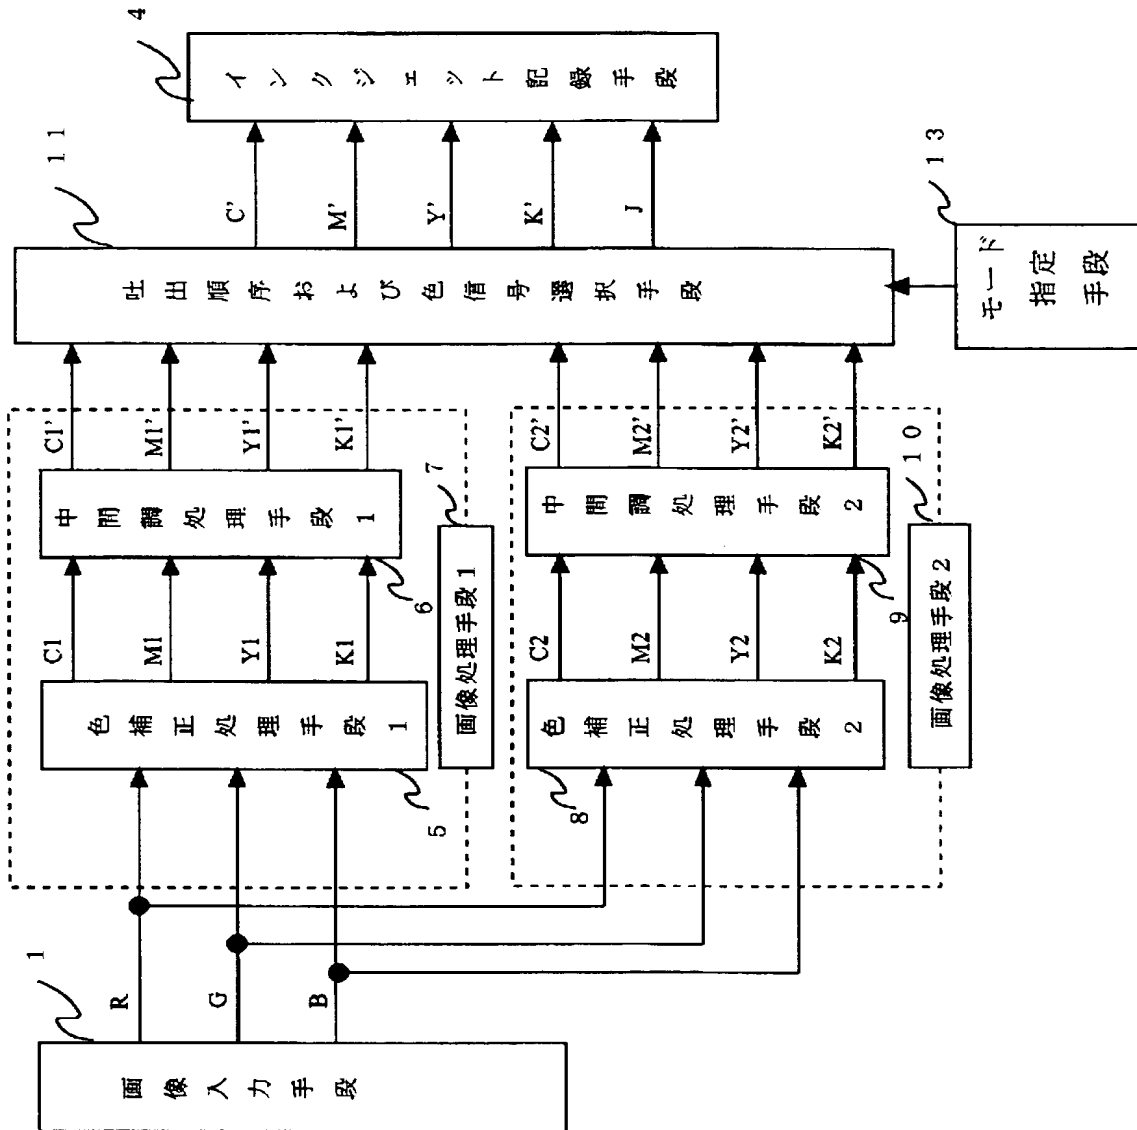 1
画像入力手段
R
G
B
5
色補正処理手段1
C1
M1
Y1
K1
6
中間調処理手段1
C1'
M1'
Y1'
K1'
画像処理手段1
7
8
色補正処理手段2
C2
M2
Y2
K2
9
中間調処理手段2
C2'
M2'
Y2'
K2'
画像処理手段2
10
11
吐出順序および色信号選択手段
13
モード
指定
手段
C'
M'
Y'
K'
J
4
インクジェット記録手段